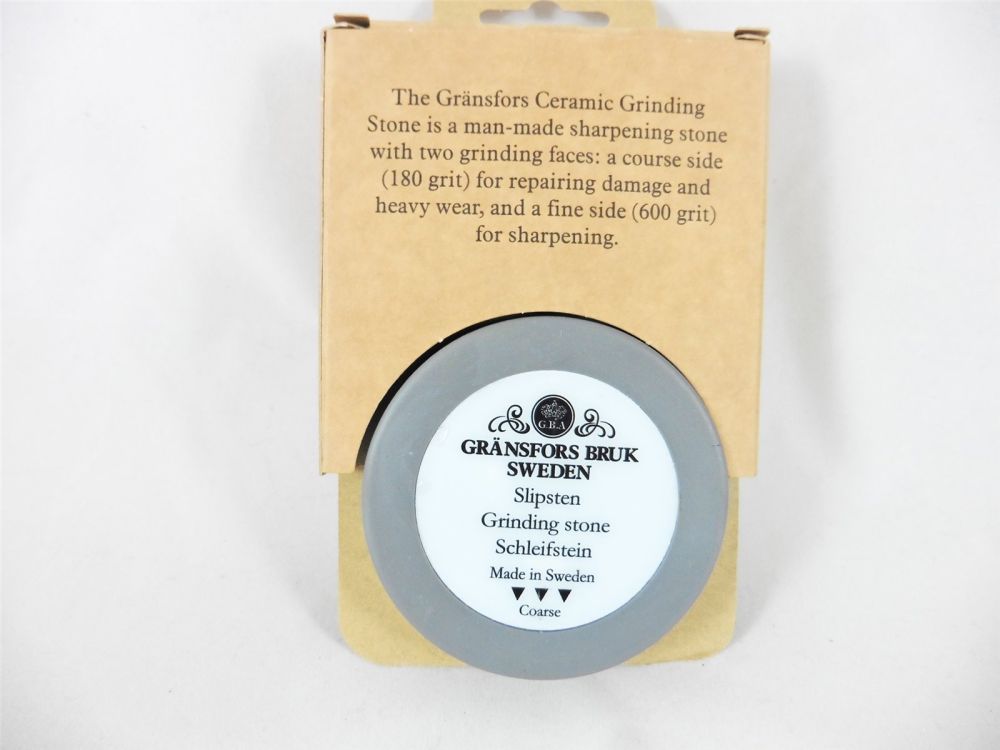 The Gränsfors Ceramic Grinding
Stone is a man-made sharpening stone
with two grinding faces: a course side
(180 grit) for repairing damage and
heavy wear, and a fine side (600 grit)
for sharpening.
G.B.A
GRÄNSFORS BRUK
SWEDEN
Slipsten
Grinding stone
Schleifstein
Made in Sweden
Coarse